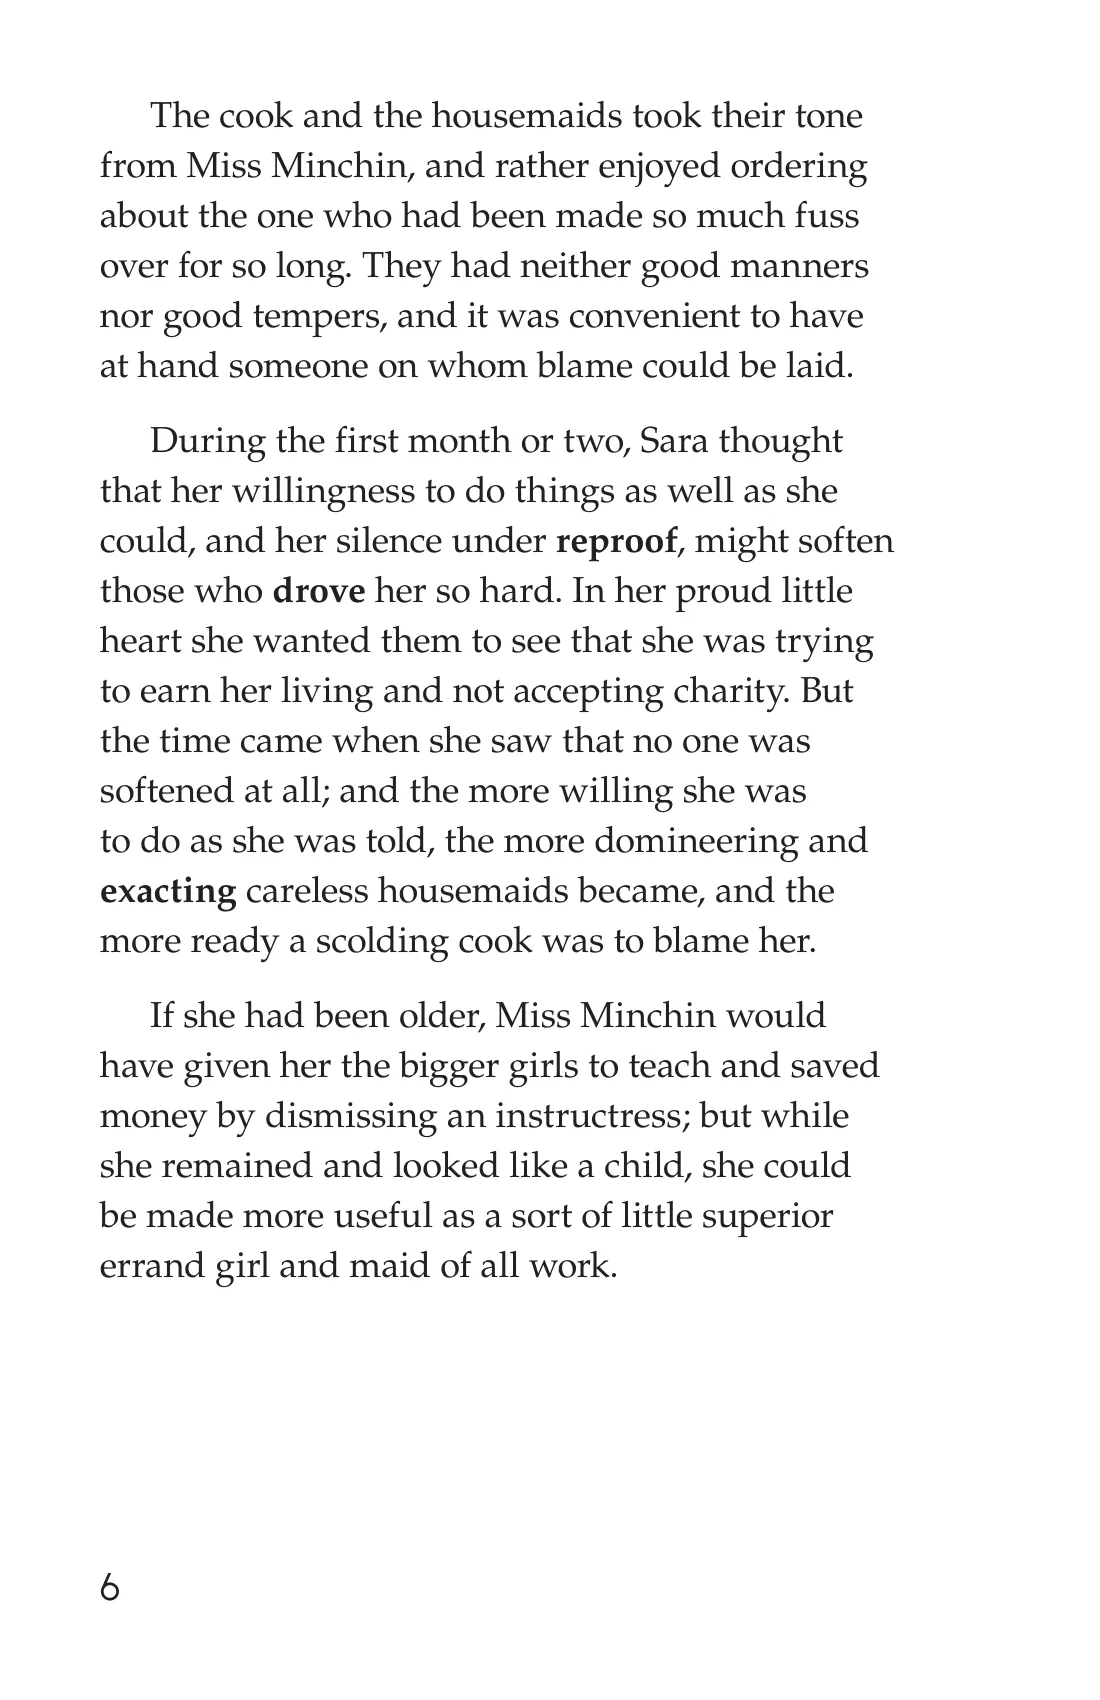 The cook and the housemaids took their tone
from Miss Minchin, and rather enjoyed ordering
about the one who had been made so much fuss
over for so long. They had neither good manners
nor good tempers, and it was convenient to have
at hand someone on whom blame could be laid.
During the first month or two, Sara thought
that her willingness to do things as well as she
could, and her silence under reproof, might soften
those who drove her so hard. In her proud little
heart she wanted them to see that she was trying
to earn her living and not accepting charity. But
the time came when she saw that no one was
softened at all; and the more willing she was
to do as she was told, the more domineering and
exacting careless housemaids became, and the
more ready a scolding cook was to blame her.
If she had been older, Miss Minchin would
have given her the bigger girls to teach and saved
money by dismissing an instructress; but while
she remained and looked like a child, she could
be made more useful as a sort of little superior
errand girl and maid of all work.
6